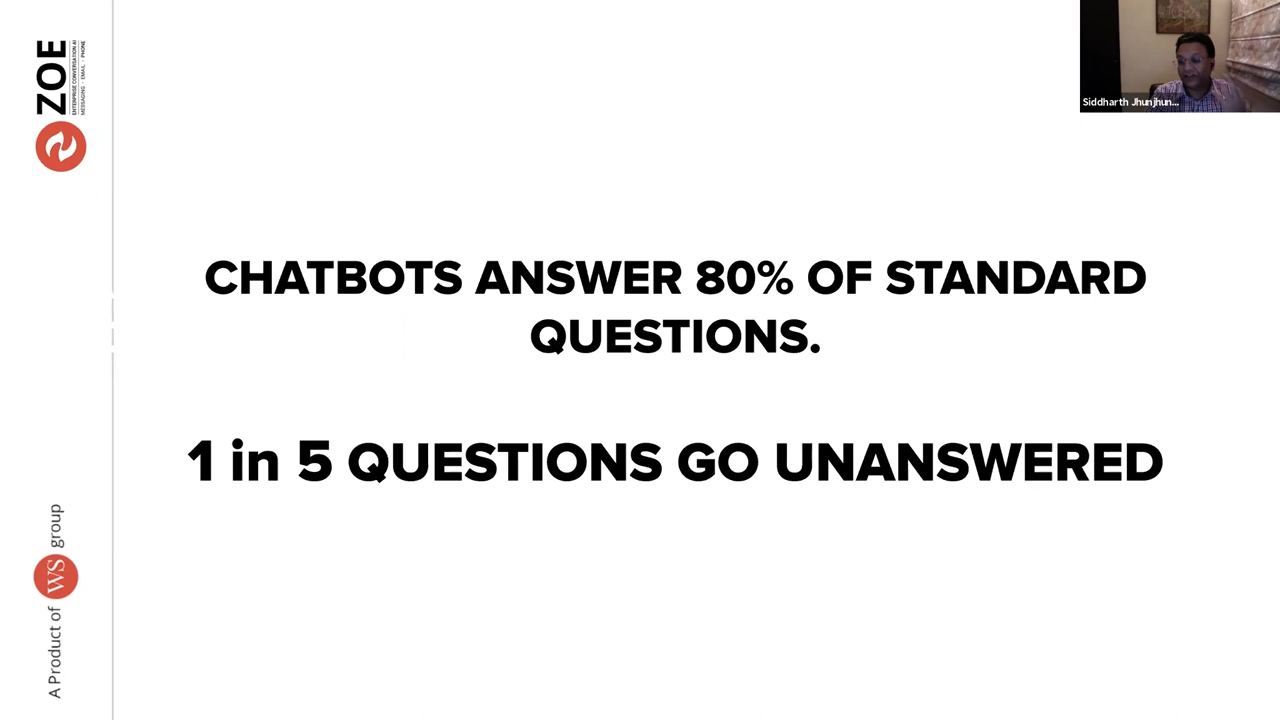 ZOE
ENTERPRISE CONVERSATION AI
MESSAGING · EMAIL · PHONE
Siddharth Jhunjhun...
CHATBOTS ANSWER 80% OF STANDARD
QUESTIONS.
1 in 5 QUESTIONS GO UNANSWERED
A Product of WS group